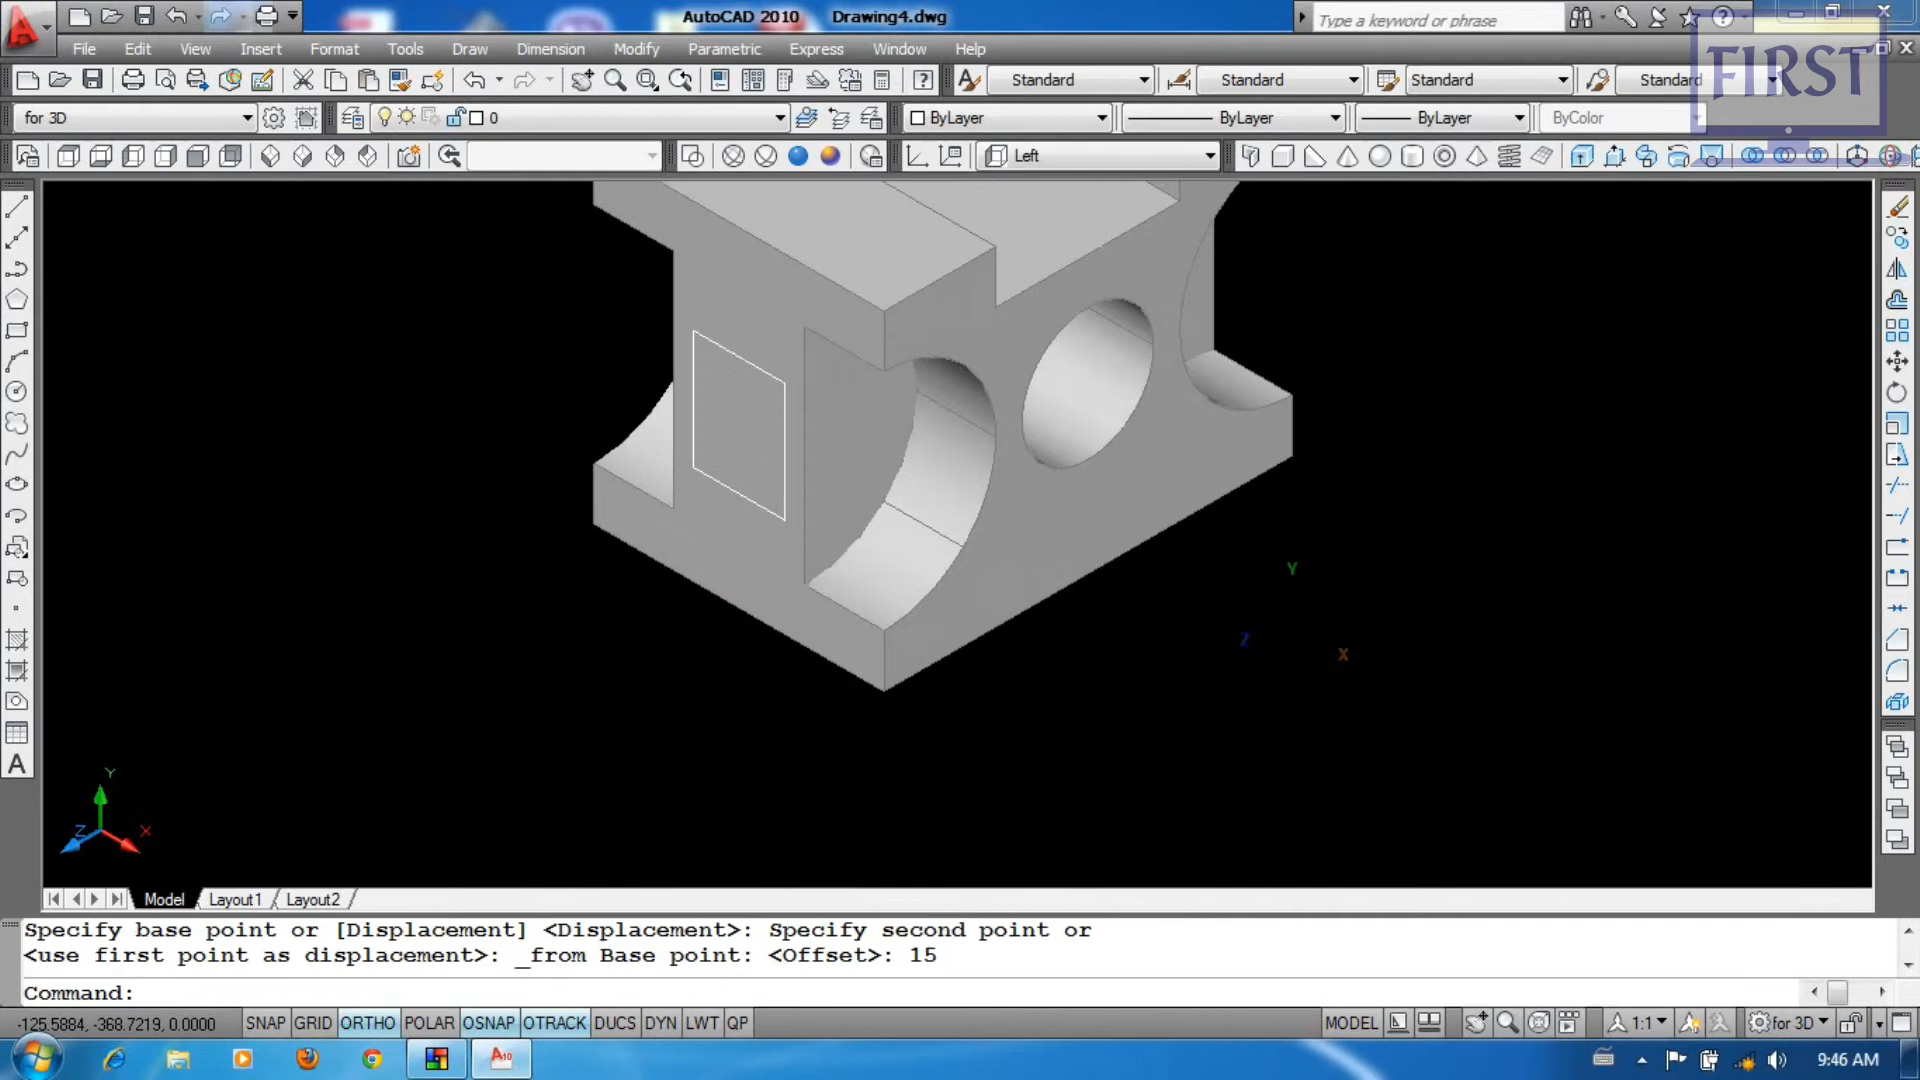 AutoCAD 2010 Drawing4.dwg
Type a keyword or phrase
File Edit View Insert Format Tools Draw Dimension Modify Parametric Express Window Help
FIRST
Standard Standard Standard Standard
for 3D 0 ByLayer ByLayer ByLayer ByColor
Left
Y
Z
X
Y
Z X
A
Model Layout1 Layout2
Specify base point or [Displacement] <Displacement>: Specify second point or
<use first point as displacement>: _from Base point: <Offset>: 15
Command:
-125.5884, -368.7219, 0.0000 SNAP GRID ORTHO POLAR OSNAP OTRACK DUCS DYN LWT QP MODEL 1:1 for 3D
9:46 AM